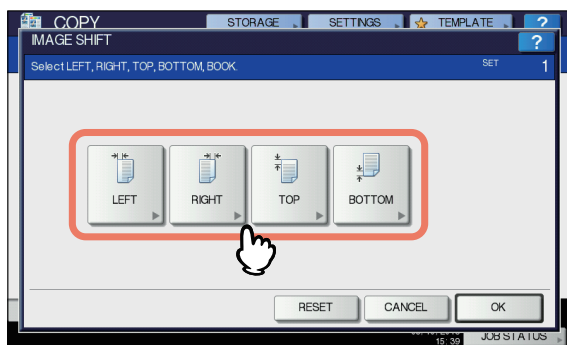 COPY STORAGE SETTINGS TEMPLATE ?
IMAGE SHIFT ?
Select LEFT, RIGHT, TOP, BOTTOM, BOOK. SET 1
LEFT RIGHT TOP BOTTOM
RESET CANCEL OK
15:39 JOB STATUS